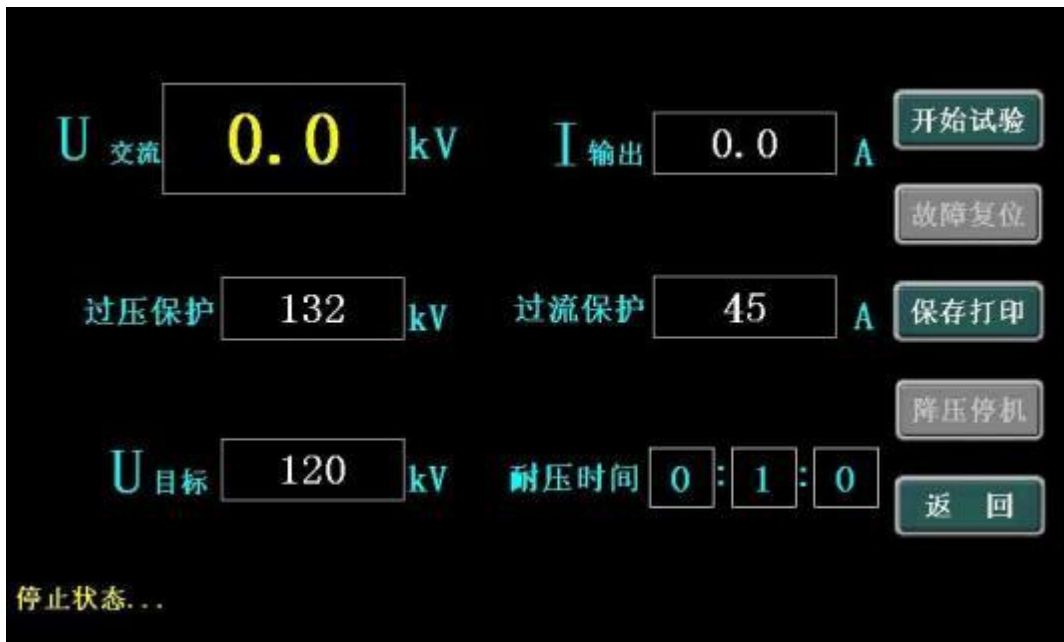 U 交流 0.0 kV I 输出 0.0 A 开始试验
故障复位
过压保护 132 kV 过流保护 45 A 保存打印
降压停机
U 目标 120 kV 耐压时间 0 : 1 : 0
返 回
停止状态...